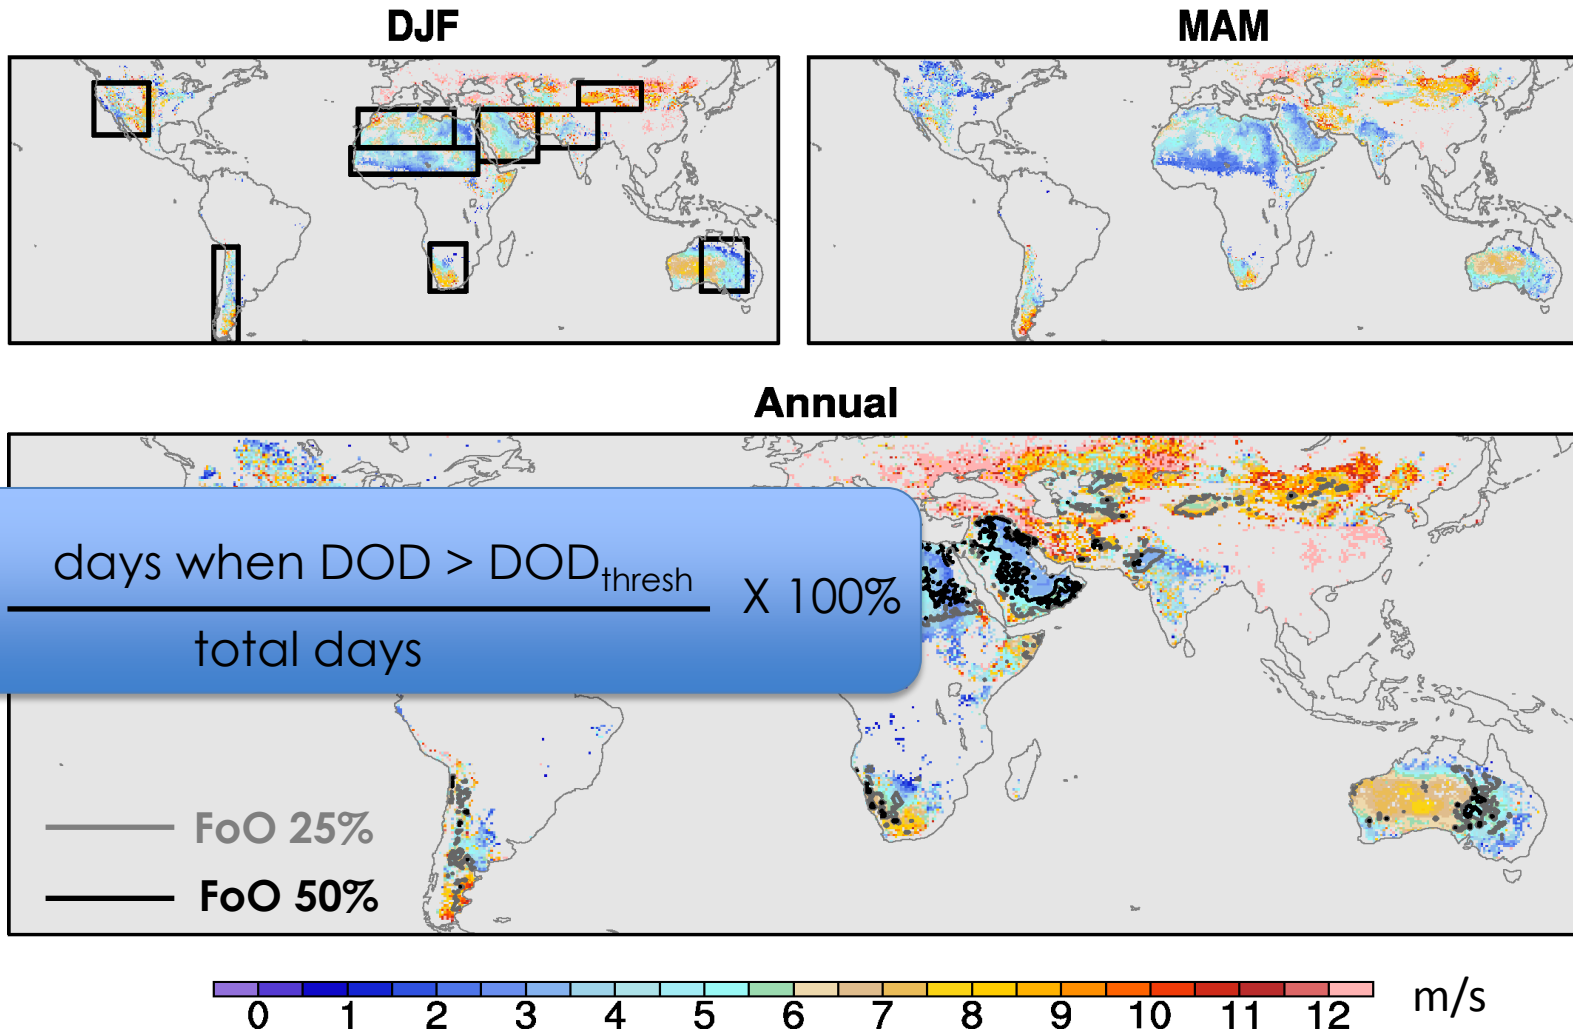 DJF
MAM
Annual
days when DOD > DOD_thresh
total days
X 100%
FoO 25%
FoO 50%
0 1 2 3 4 5 6 7 8 9 10 11 12
m/s